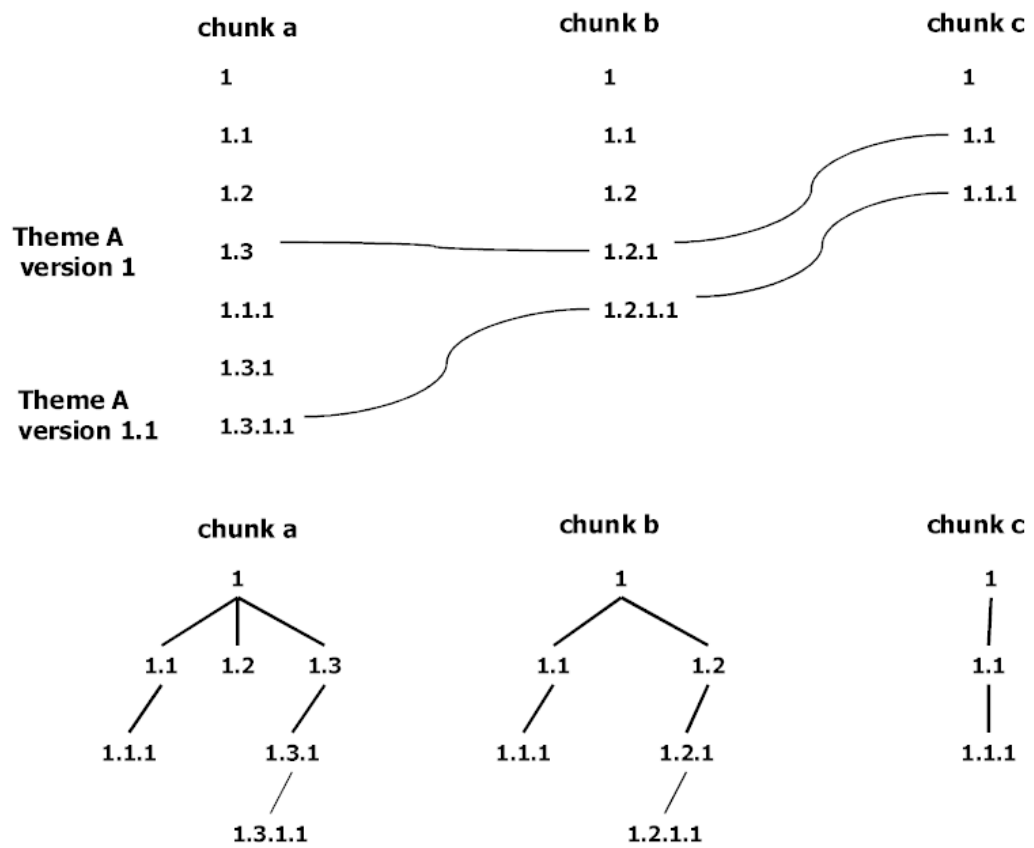 chunk a chunk b chunk c
1 1 1
1.1 1.1 1.1
1.2 1.2 1.1.1
Theme A
version 1
1.3 1.2.1
1.1.1 1.2.1.1
1.3.1
Theme A
version 1.1
1.3.1.1
chunk a chunk b chunk c
1 1 1
1.1 1.2 1.3 1.1 1.2 1.1
1.1.1 1.3.1 1.1.1 1.2.1 1.1.1
1.3.1.1 1.2.1.1